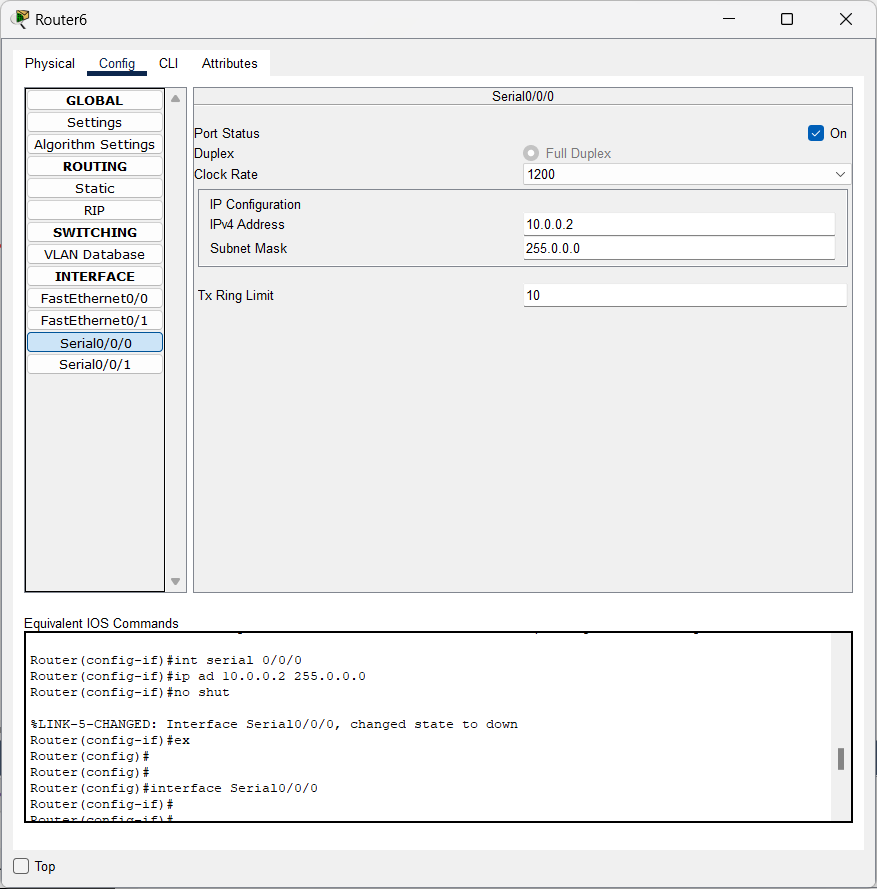 Router6
Physical Config CLI Attributes
GLOBAL
Settings
Algorithm Settings
ROUTING
Static
RIP
SWITCHING
VLAN Database
INTERFACE
FastEthernet0/0
FastEthernet0/1
Serial0/0/0
Serial0/0/1
Serial0/0/0
Port Status On
Duplex Full Duplex
Clock Rate 1200
IP Configuration
IPv4 Address 10.0.0.2
Subnet Mask 255.0.0.0
Tx Ring Limit 10
Equivalent IOS Commands
Router(config-if)#int serial 0/0/0
Router(config-if)#ip ad 10.0.0.2 255.0.0.0
Router(config-if)#no shut
%LINK-5-CHANGED: Interface Serial0/0/0, changed state to down
Router(config-if)#ex
Router(config)#
Router(config)#
Router(config)#interface Serial0/0/0
Router(config-if)#
Router(config-if)#
Top